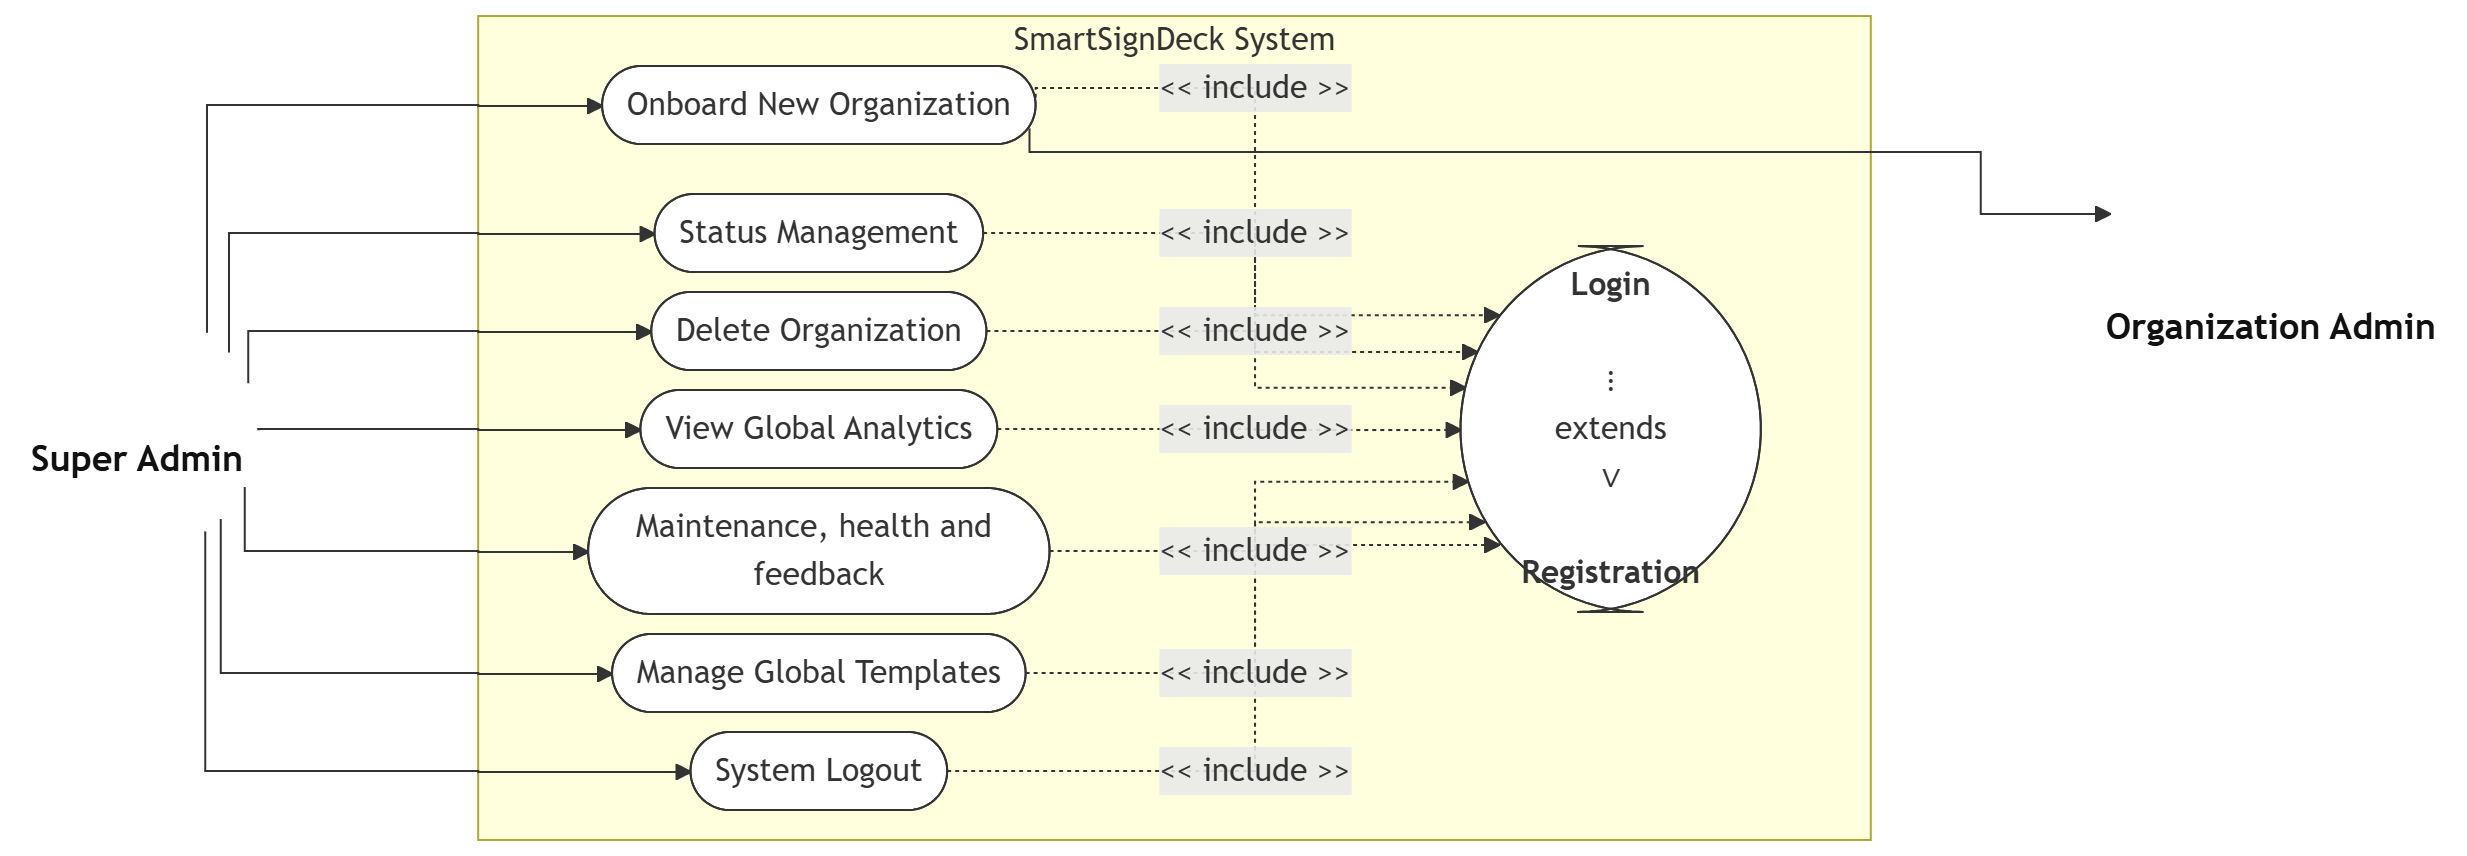 SmartSignDeck System
Onboard New Organization
<< include >>
Status Management
<< include >>
Delete Organization
<< include >>
View Global Analytics
<< include >>
Maintenance, health and
feedback
<< include >>
Manage Global Templates
<< include >>
System Logout
<< include >>
Super Admin
Login
⋮
extends
∨
Registration
Organization Admin